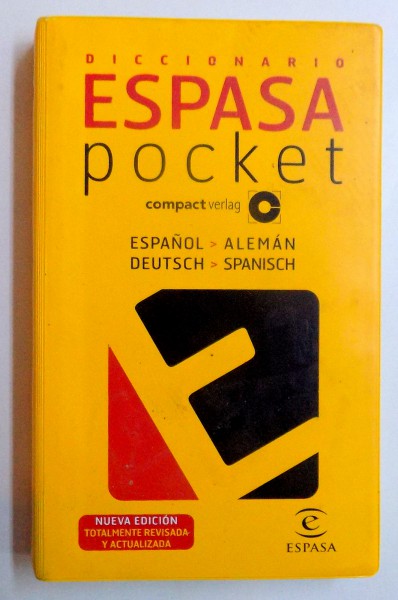 DICCIONARIO
ESPASA
pocket
compact verlag
ESPAÑOL > ALEMÁN
DEUTSCH > SPANISCH
NUEVA EDICIÓN
TOTALMENTE REVISADA
Y ACTUALIZADA
e
ESPASA